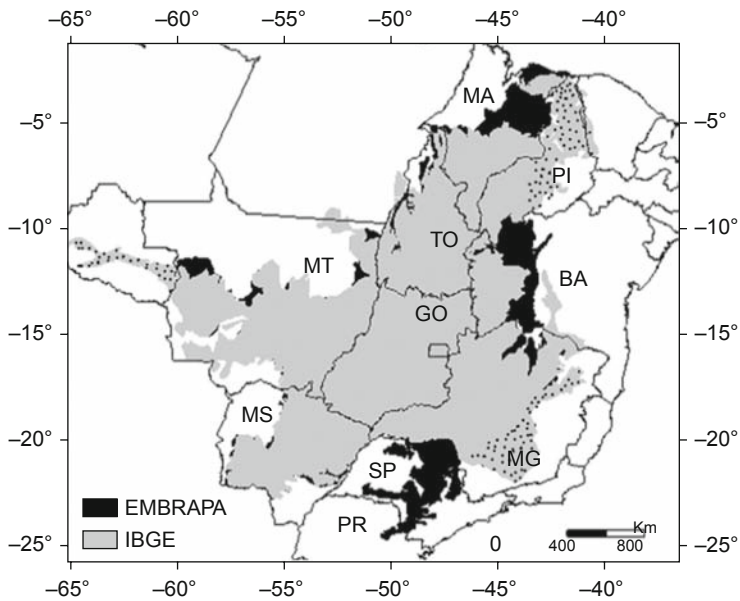 −65° −60° −55° −50° −45° −40°
MA
−5° −5°
PI
−10° −10°
TO
MT
BA
GO
−15° −15°
MS
−20° −20°
MG
SP
EMBRAPA
PR
Km
0 400 800
IBGE
−25° −25°
−65° −60° −55° −50° −45° −40°